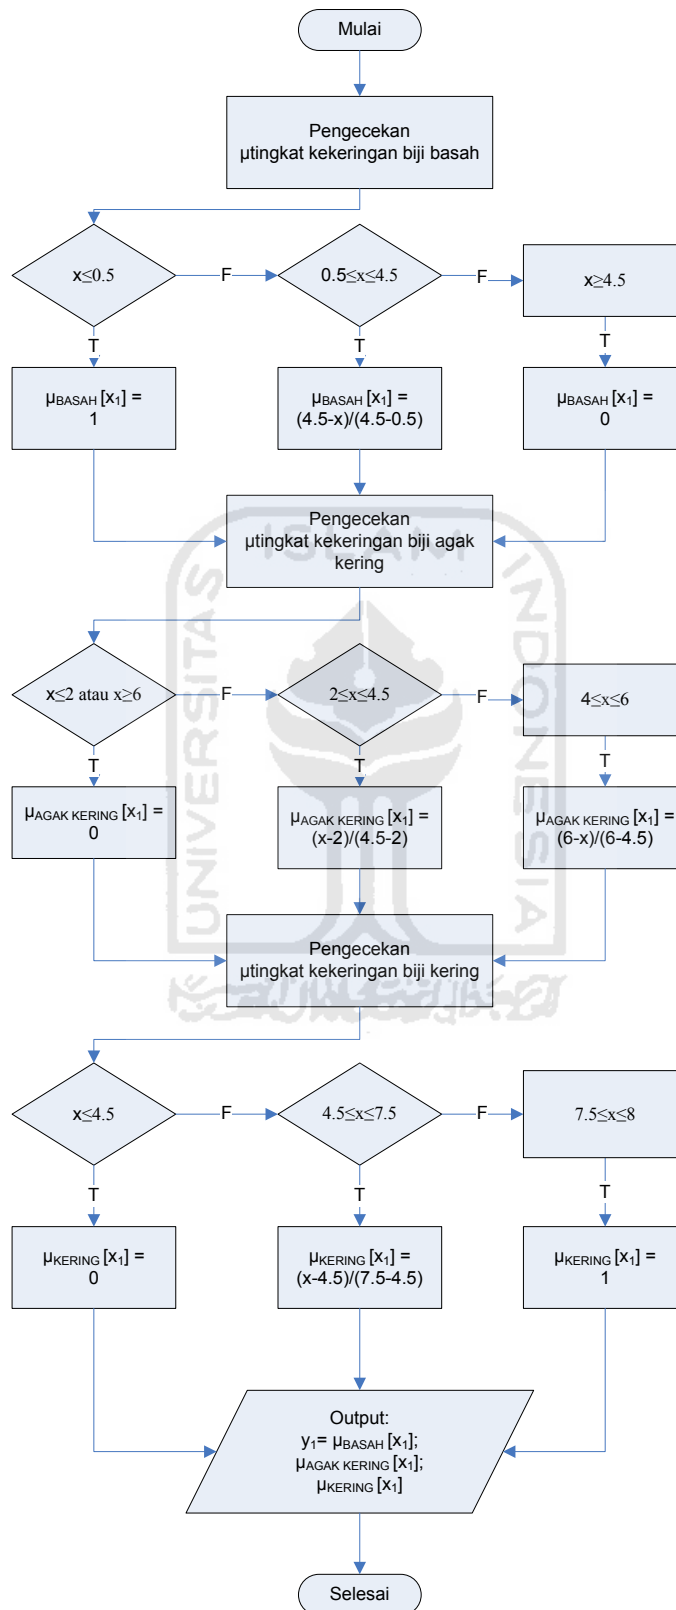 Mulai
Pengecekan
µtingkat kekeringan biji basah
x≤0.5
F
0.5≤x≤4.5
F
x≥4.5
T
T
T
µBASAH [x1] =
1
µBASAH [x1] =
(4.5-x)/(4.5-0.5)
µBASAH [x1] =
0
Pengecekan
µtingkat kekeringan biji agak
kering
x≤2 atau x≥6
F
2≤x≤4.5
F
4≤x≤6
T
T
T
µAGAK KERING [x1] =
0
µAGAK KERING [x1] =
(x-2)/(4.5-2)
µAGAK KERING [x1] =
(6-x)/(6-4.5)
Pengecekan
µtingkat kekeringan biji kering
x≤4.5
F
4.5≤x≤7.5
F
7.5≤x≤8
T
T
T
µKERING [x1] =
0
µKERING [x1] =
(x-4.5)/(7.5-4.5)
µKERING [x1] =
1
Output:
y1= µBASAH [x1];
µAGAK KERING [x1];
µKERING [x1]
Selesai
UNIVERSITAS
ISLAM
INDONESIA